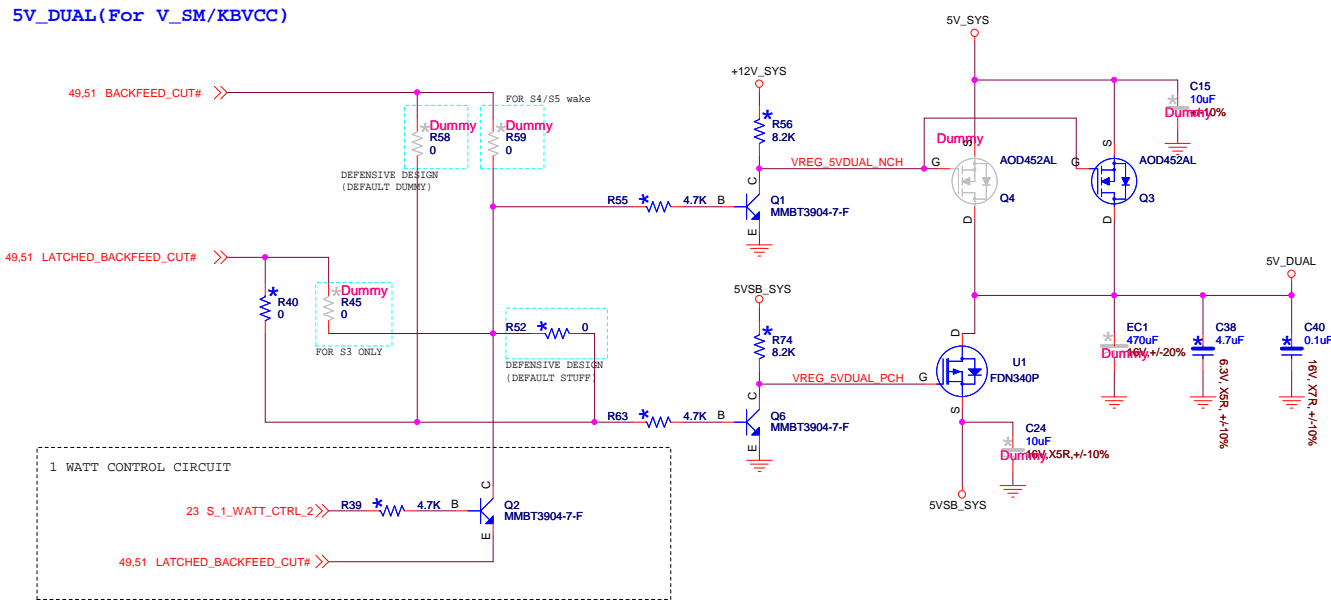 5V_DUAL(For V_SM/KBVCC)
5V_SYS
+12V_SYS
49,51 BACKFEED_CUT#
FOR S4/S5 wake
Dummy
R58
0
Dummy
R59
0
DEFENSIVE DESIGN
(DEFAULT DUMMY)
R56
8.2K
VREG_5VDUAL_NCH
C15
10uF
Dummy
+/-10%
Dummy
S
G
D
AOD452AL
Q4
S
G
D
AOD452AL
Q3
R55
4.7K
B
C
E
Q1
MMBT3904-7-F
49,51 LATCHED_BACKFEED_CUT#
R40
0
Dummy
R45
0
FOR S3 ONLY
R52
0
DEFENSIVE DESIGN
(DEFAULT STUFF)
5VSB_SYS
R74
8.2K
VREG_5VDUAL_PCH
5V_DUAL
D
G
S
U1
FDN340P
EC1
470uF
Dummy
16V,+/-20%
C38
4.7uF
6.3V, X5R, +/-10%
C40
0.1uF
16V, X7R, +/-10%
R63
4.7K
B
C
E
Q6
MMBT3904-7-F
C24
10uF
Dummy
16V,X5R,+/-10%
5VSB_SYS
1 WATT CONTROL CIRCUIT
23 S_1_WATT_CTRL_2
R39
4.7K
B
C
E
Q2
MMBT3904-7-F
49,51 LATCHED_BACKFEED_CUT#